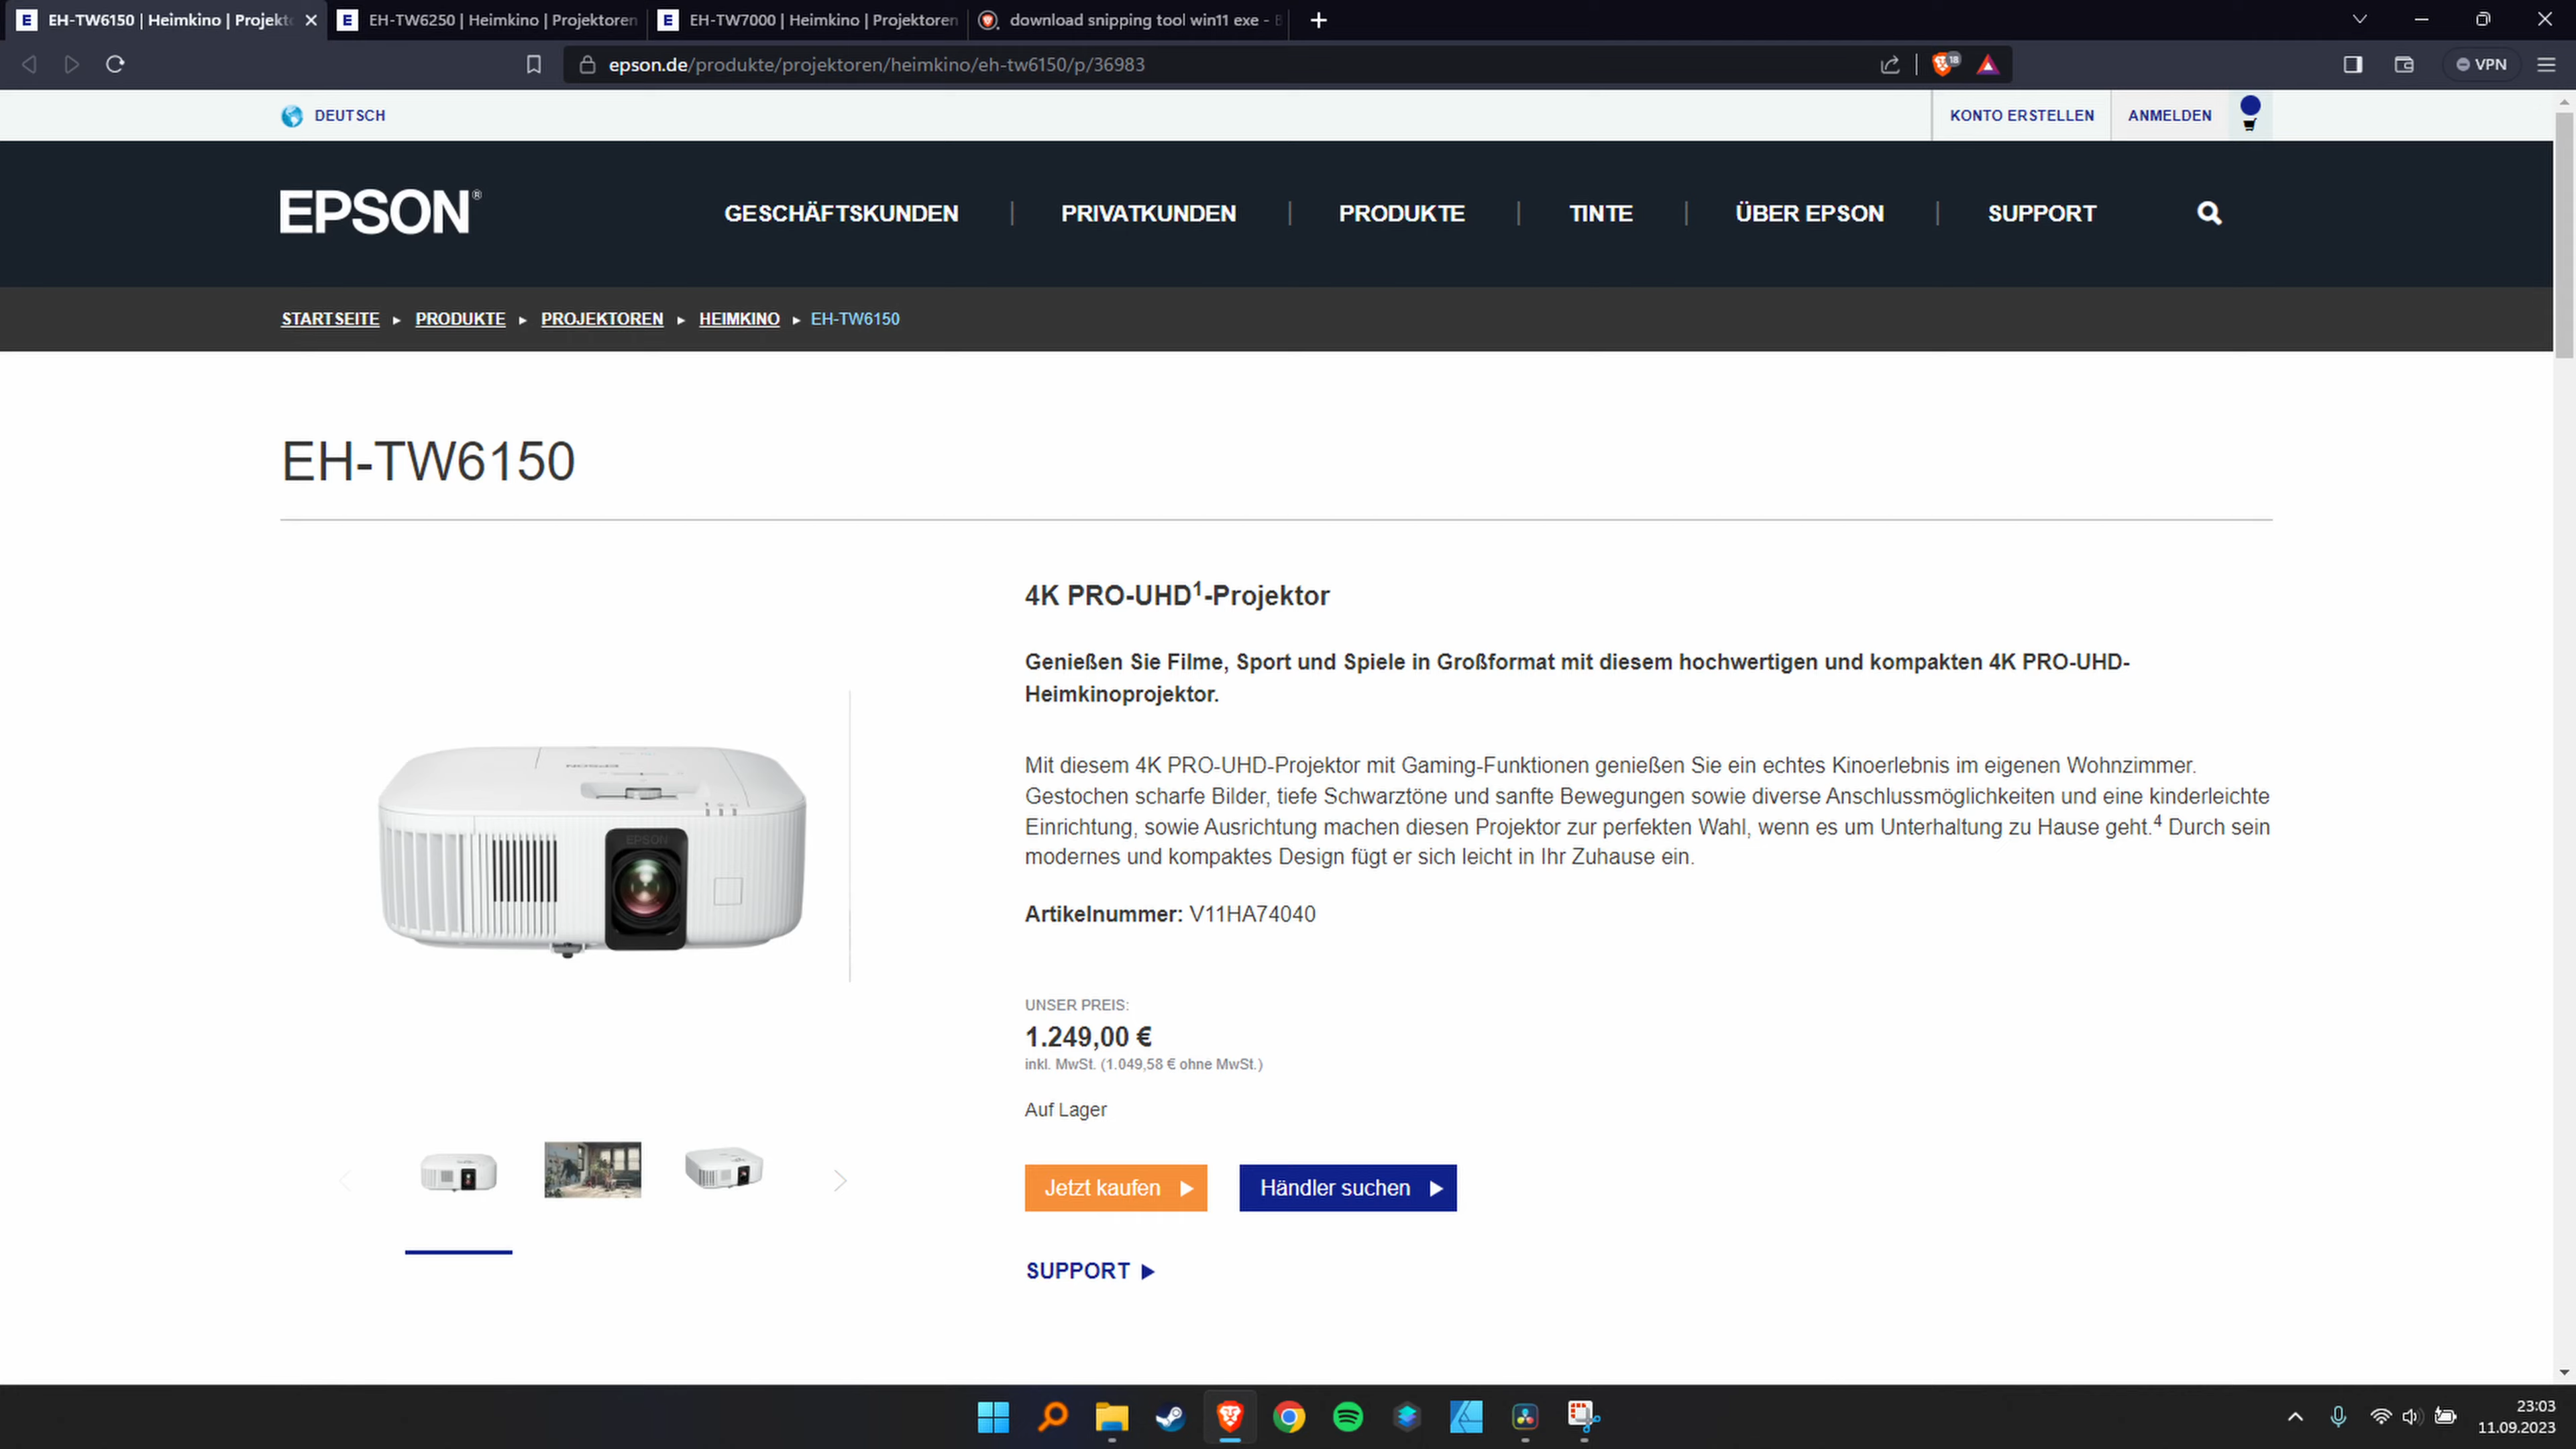 EH-TW6150 | Heimkino | Projekt
EH-TW6250 | Heimkino | Projektoren
EH-TW7000 | Heimkino | Projektoren
download snipping tool win11 exe -
epson.de/produkte/projektoren/heimkino/eh-tw6150/p/36983
18
VPN
DEUTSCH
KONTO ERSTELLEN
ANMELDEN
EPSON®
GESCHÄFTSKUNDEN | PRIVATKUNDEN | PRODUKTE | TINTE | ÜBER EPSON | SUPPORT
STARTSEITE ▸ PRODUKTE ▸ PROJEKTOREN ▸ HEIMKINO ▸ EH-TW6150
EH-TW6150
4K PRO-UHD¹-Projektor
Genießen Sie Filme, Sport und Spiele in Großformat mit diesem hochwertigen und kompakten 4K PRO-UHD-
Heimkinoprojektor.
Mit diesem 4K PRO-UHD-Projektor mit Gaming-Funktionen genießen Sie ein echtes Kinoerlebnis im eigenen Wohnzimmer.
Gestochen scharfe Bilder, tiefe Schwarztöne und sanfte Bewegungen sowie diverse Anschlussmöglichkeiten und eine kinderleichte
Einrichtung, sowie Ausrichtung machen diesen Projektor zur perfekten Wahl, wenn es um Unterhaltung zu Hause geht.⁴ Durch sein
modernes und kompaktes Design fügt er sich leicht in Ihr Zuhause ein.
EPSON
EPSON
Artikelnummer: V11HA74040
UNSER PREIS:
1.249,00 €
inkl. MwSt. (1.049,58 € ohne MwSt.)
Auf Lager
Jetzt kaufen
Händler suchen
SUPPORT
23:03
11.09.2023